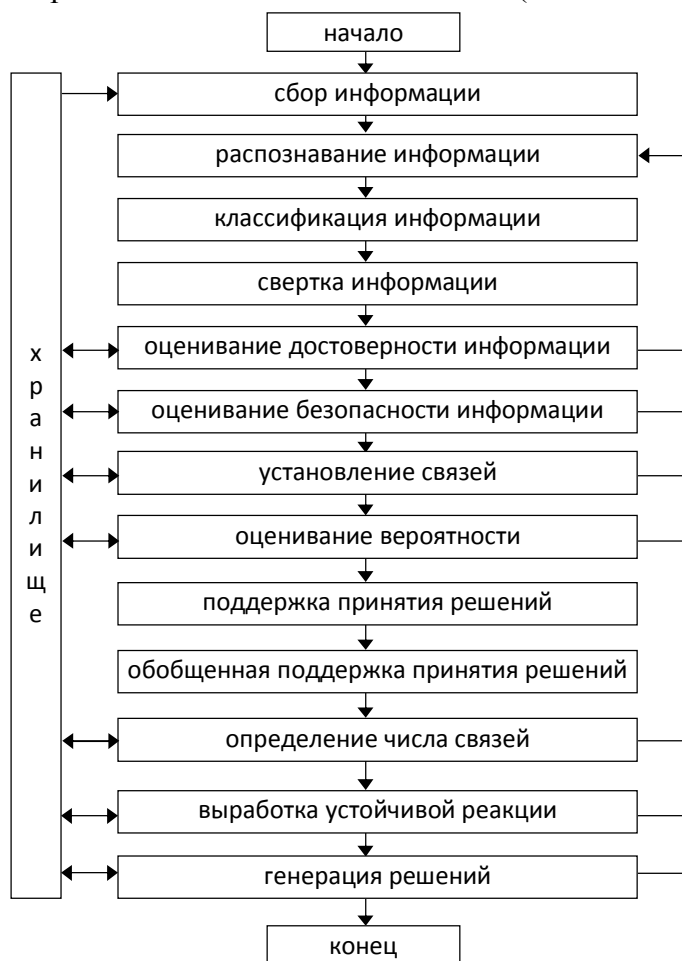 начало
сбор информации
распознавание информации
классификация информации
свертка информации
оценивание достоверности информации
оценивание безопасности информации
установление связей
оценивание вероятности
поддержка принятия решений
обобщенная поддержка принятия решений
определение числа связей
выработка устойчивой реакции
генерация решений
конец
х
р
а
н
и
л
и
щ
е